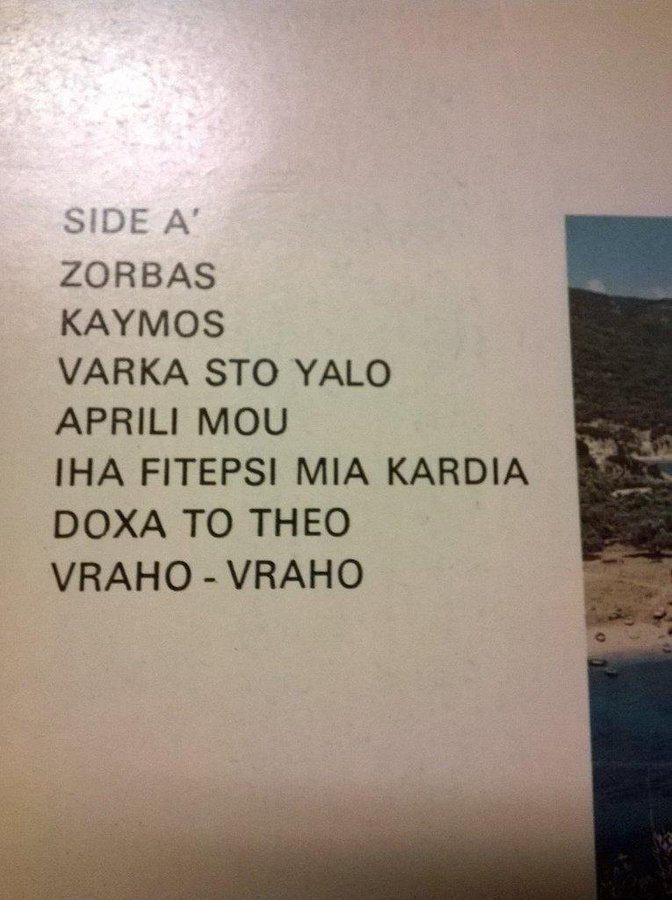 SIDE A'
ZORBAS
KAYMOS
VARKA STO YALO
APRILI MOU
IHA FITEPSI MIA KARDIA
DOXA TO THEO
VRAHO - VRAHO